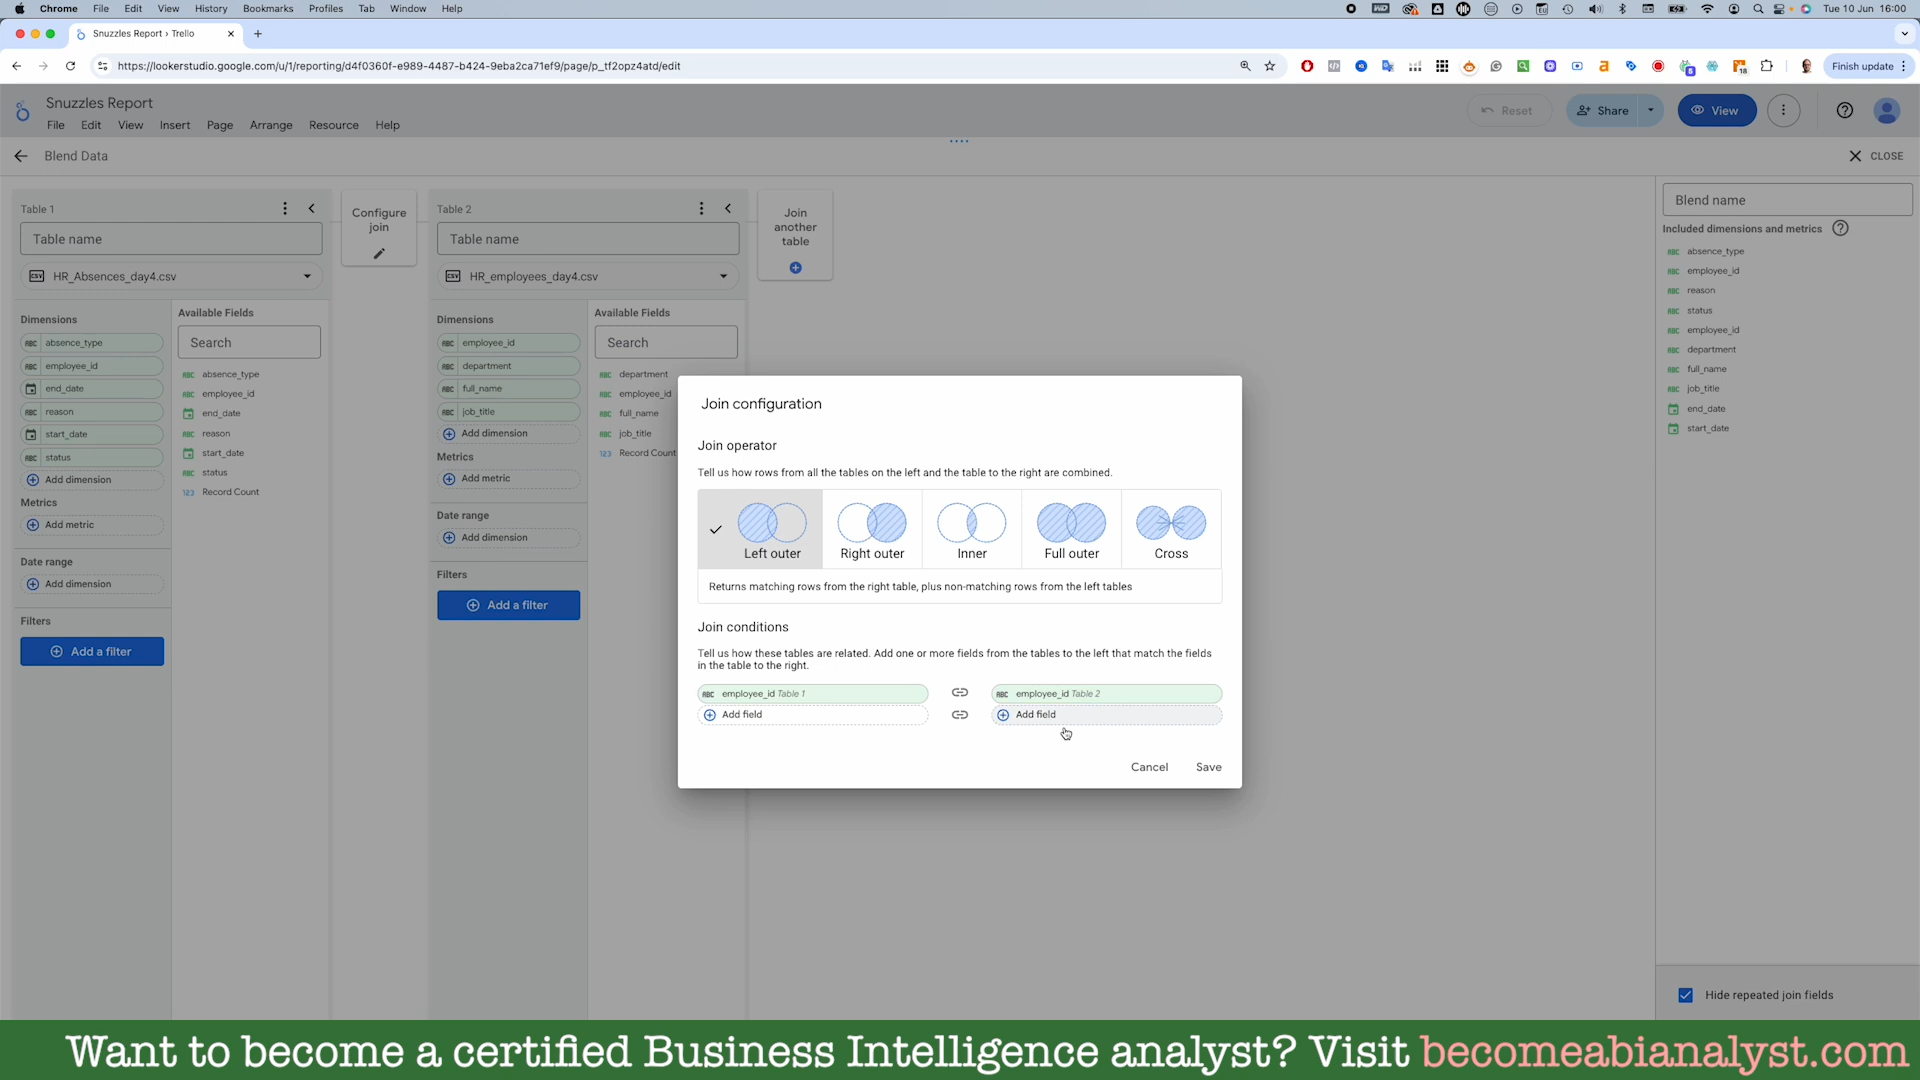 Chrome File Edit View History Bookmarks Profiles Tab Window Help Tue 10 Jun 16:00
Snuzzles Report › Trello
https://lookerstudio.google.com/u/1/reporting/d4f0360f-e989-4487-b424-9eba2ca71ef9/page/p_tf2opz4atd/edit
Finish update
Snuzzles Report
File Edit View Insert Page Arrange Resource Help
Reset Share View
Blend Data
CLOSE
Table 1
Table name
HR_Absences_day4.csv
Dimensions
absence_type
employee_id
end_date
reason
start_date
status
Add dimension
Metrics
Add metric
Date range
Add dimension
Filters
Add a filter
Available Fields
Search
absence_type
employee_id
end_date
reason
start_date
status
Record Count
Configure
join
Table 2
Table name
HR_employees_day4.csv
Dimensions
employee_id
department
full_name
job_title
Add dimension
Metrics
Add metric
Date range
Add dimension
Filters
Add a filter
Available Fields
Search
department
employee_id
full_name
job_title
Record Count
Join
another
table
Join configuration
Join operator
Tell us how rows from all the tables on the left and the table to the right are combined.
Left outer Right outer Inner Full outer Cross
Returns matching rows from the right table, plus non-matching rows from the left tables
Join conditions
Tell us how these tables are related. Add one or more fields from the tables to the left that match the fields
in the table to the right.
ABC employee_id Table 1 ABC employee_id Table 2
Add field Add field
Cancel Save
Blend name
Included dimensions and metrics
absence_type
employee_id
reason
status
employee_id
department
full_name
job_title
end_date
start_date
Hide repeated join fields
Want to become a certified Business Intelligence analyst? Visit becomeabianalyst.com